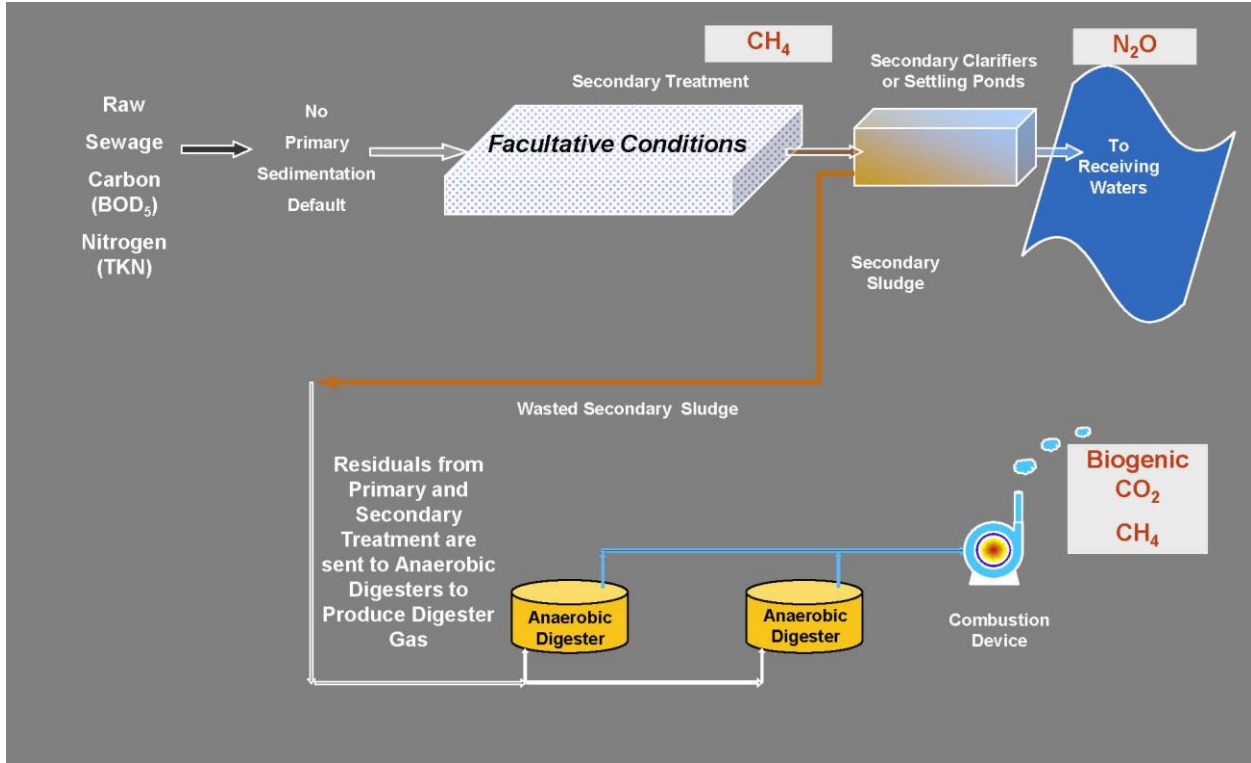 CH₄
N₂O
Secondary Treatment
Secondary Clarifiers
or Settling Ponds
Raw
Sewage
Carbon
(BOD₅)
Nitrogen
(TKN)
No
Primary
Sedimentation
Default
Facultative Conditions
To
Receiving
Waters
Secondary
Sludge
Wasted Secondary Sludge
Residuals from
Primary and
Secondary
Treatment are
sent to Anaerobic
Digesters to
Produce Digester
Gas
Anaerobic
Digester
Anaerobic
Digester
Combustion
Device
Biogenic
CO₂
CH₄